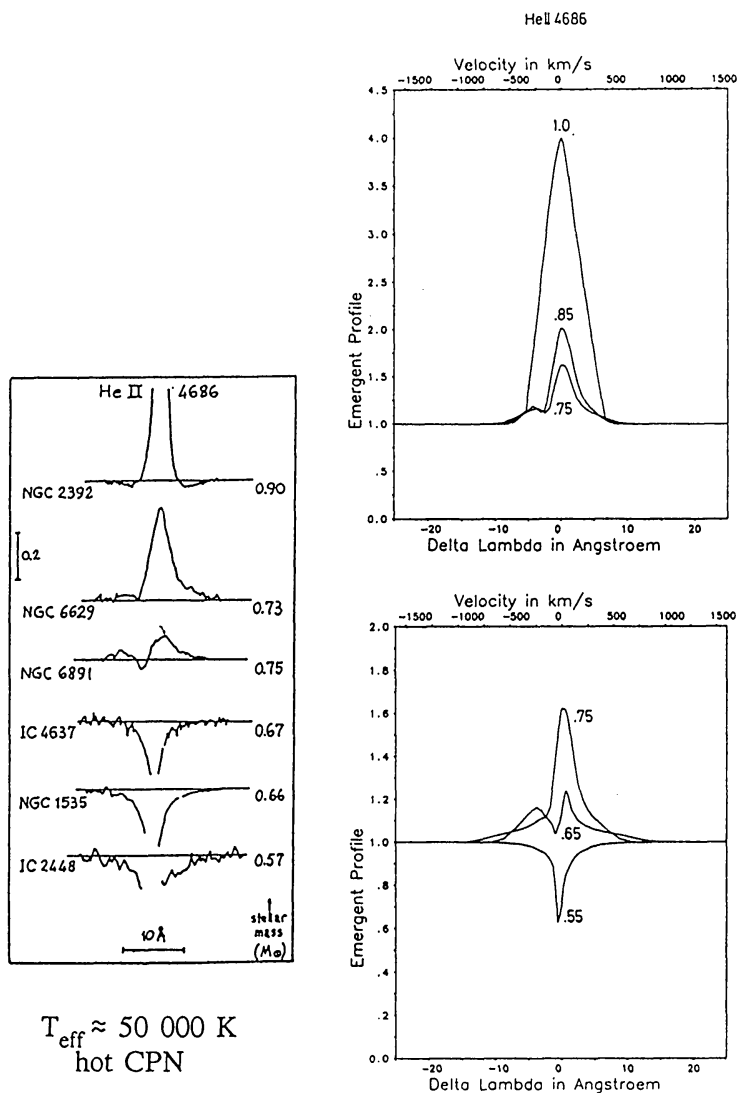 He II 4686
NGC 2392 0.90
0.2
NGC 6629 0.73
NGC 6891 0.75
IC 4637 0.67
NGC 1535 0.66
IC 2448 0.57
stellar
mass
(M⊙)
10 Å
T_eff ≈ 50 000 K
hot CPN
HeII 4686
Velocity in km/s
-1500 -1000 -500 0 500 1000 1500
4.5
4.0
3.5
3.0
2.5
2.0
1.5
1.0
.5
0.0
Emergent Profile
1.0
.85
.75
-20 -10 0 10 20
Delta Lambda in Angstroem
Velocity in km/s
-1500 -1000 -500 0 500 1000 1500
2.0
1.8
1.6
1.4
1.2
1.0
.8
.6
.4
.2
0.0
Emergent Profile
.75
.65
.55
-20 -10 0 10 20
Delta Lambda in Angstroem